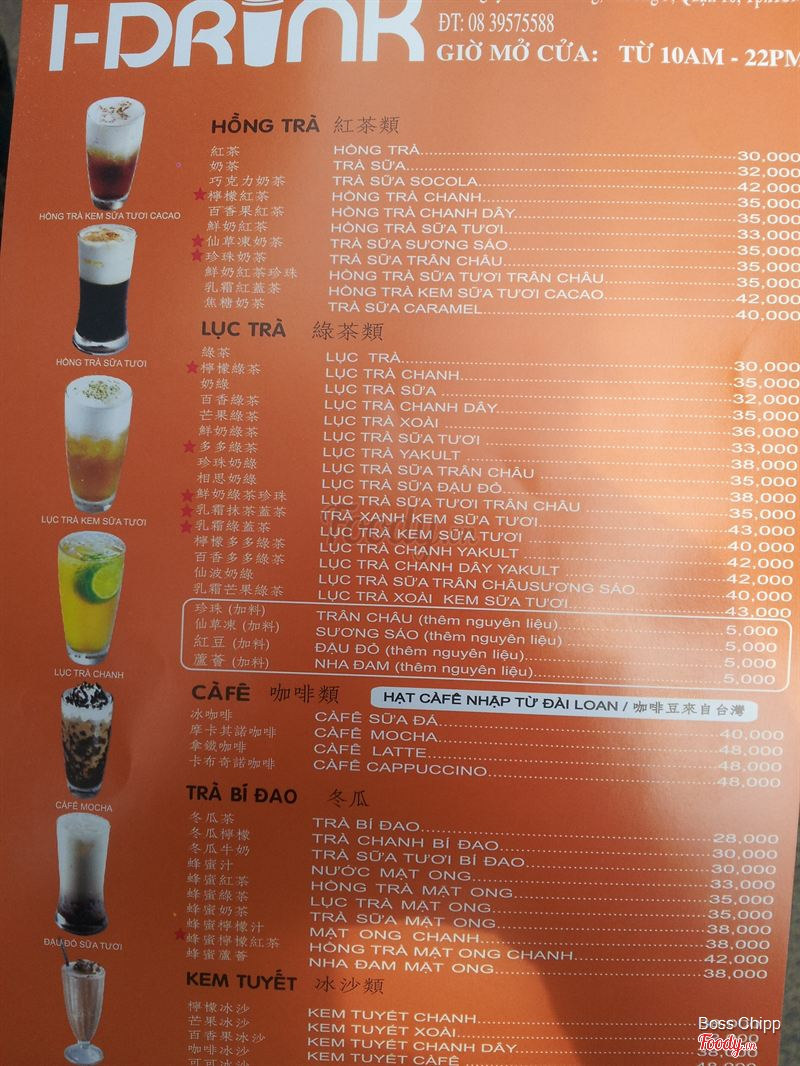 I-DRINK
ĐT: 08 39575588
GIỜ MỞ CỬA: TỪ 10AM - 22PM
HỒNG TRÀ 紅茶類
紅茶 HỒNG TRÀ 30,000
奶茶 TRÀ SỮA 32,000
巧克力奶茶 TRÀ SỮA SOCOLA 42,000
★檸檬紅茶 HỒNG TRÀ CHANH 35,000
百香果紅茶 HỒNG TRÀ CHANH DÂY 35,000
鮮奶紅茶 HỒNG TRÀ SỮA TƯƠI 33,000
★仙草凍奶茶 TRÀ SỮA SƯƠNG SÁO 35,000
★珍珠奶茶 TRÀ SỮA TRÂN CHÂU 35,000
鮮奶紅茶珍珠 HỒNG TRÀ SỮA TƯƠI TRÂN CHÂU 35,000
乳霜紅蓋茶 HỒNG TRÀ KEM SỮA TƯƠI CACAO 42,000
焦糖奶茶 TRÀ SỮA CARAMEL 40,000
HỒNG TRÀ KEM SỮA TƯƠI CACAO
HỒNG TRÀ SỮA TƯƠI
LỤC TRÀ KEM SỮA TƯƠI
LỤC TRÀ CHANH
CÀFÊ MOCHA
ĐẬU ĐỎ SỮA TƯƠI
LỤC TRÀ 綠茶類
綠茶 LỤC TRÀ 30,000
★檸檬綠茶 LỤC TRÀ CHANH 35,000
奶綠 LỤC TRÀ SỮA 32,000
百香綠茶 LỤC TRÀ CHANH DÂY 35,000
芒果綠茶 LỤC TRÀ XOÀI 36,000
鮮奶綠茶 LỤC TRÀ SỮA TƯƠI 33,000
★多多綠茶 LỤC TRÀ YAKULT 38,000
珍珠奶綠 LỤC TRÀ SỮA TRÂN CHÂU 35,000
相思奶綠 LỤC TRÀ SỮA ĐẬU ĐỎ 38,000
★鮮奶綠茶珍珠 LỤC TRÀ SỮA TƯƠI TRÂN CHÂU 35,000
★乳霜抹茶蓋茶 TRÀ XANH KEM SỮA TƯƠI 43,000
★乳霜綠蓋茶 LỤC TRÀ KEM SỮA TƯƠI 40,000
檸檬多多綠茶 LỤC TRÀ CHANH YAKULT 42,000
百香多多綠茶 LỤC TRÀ CHANH DÂY YAKULT 42,000
仙波奶綠 LỤC TRÀ SỮA TRÂN CHÂUSƯƠNG SÁO 40,000
乳霜芒果綠茶 LỤC TRÀ XOÀI KEM SỮA TƯƠI 43,000
珍珠 (加料) TRÂN CHÂU (thêm nguyên liệu) 5,000
仙草凍 (加料) SƯƠNG SÁO (thêm nguyên liệu) 5,000
紅豆 (加料) ĐẬU ĐỎ (thêm nguyên liệu) 5,000
蘆薈 (加料) NHA ĐAM (thêm nguyên liệu) 5,000
CÀFÊ 咖啡類 HẠT CÀFÊ NHẬP TỪ ĐÀI LOAN / 咖啡豆來自台灣
冰咖啡 CÀFÊ SỮA ĐÁ 40,000
摩卡其諾咖啡 CÀFÊ MOCHA 48,000
拿鐵咖啡 CÀFÊ LATTE 48,000
卡布奇諾咖啡 CÀFÊ CAPPUCCINO 48,000
TRÀ BÍ ĐAO 冬瓜
冬瓜茶 TRÀ BÍ ĐAO 28,000
冬瓜檸檬 TRÀ CHANH BÍ ĐAO 30,000
冬瓜牛奶 TRÀ SỮA TƯƠI BÍ ĐAO 30,000
蜂蜜汁 NƯỚC MẬT ONG 33,000
蜂蜜紅茶 HỒNG TRÀ MẬT ONG 35,000
蜂蜜綠茶 LỤC TRÀ MẬT ONG 35,000
蜂蜜奶茶 TRÀ SỮA MẬT ONG 38,000
蜂蜜檸檬汁 MẬT ONG CHANH 38,000
★蜂蜜檸檬紅茶 HỒNG TRÀ MẬT ONG CHANH 42,000
蜂蜜蘆薈 NHA ĐAM MẬT ONG 38,000
KEM TUYẾT 冰沙類
檸檬冰沙 KEM TUYẾT CHANH
芒果冰沙 KEM TUYẾT XOÀI
百香果冰沙 KEM TUYẾT CHANH DÂY 38,000
咖啡冰沙 KEM TUYẾT CÀFÊ 48,000
Boss Chipp
Foody.vn